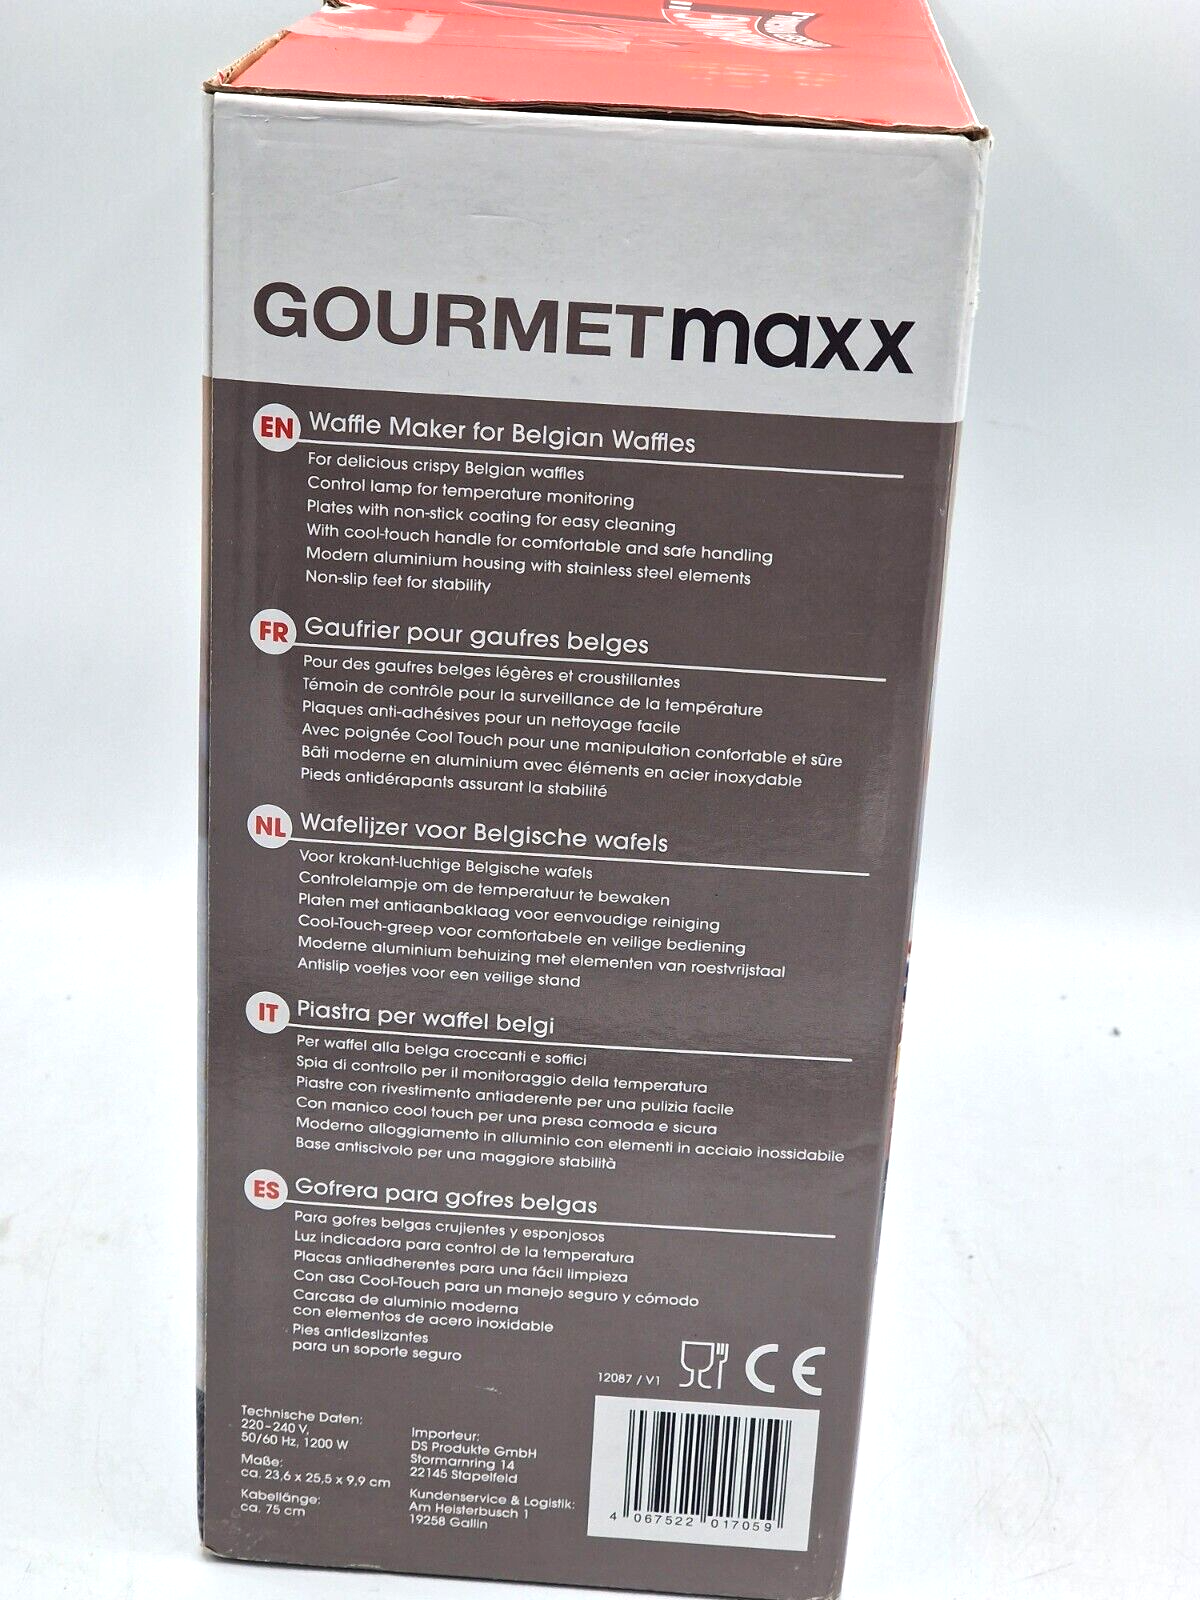 GOURMETmaxx
EN Waffle Maker for Belgian Waffles
For delicious crispy Belgian waffles
Control lamp for temperature monitoring
Plates with non-stick coating for easy cleaning
With cool-touch handle for comfortable and safe handling
Modern aluminium housing with stainless steel elements
Non-slip feet for stability
FR Gaufrier pour gaufres belges
Pour des gaufres belges légères et croustillantes
Témoin de contrôle pour la surveillance de la température
Plaques anti-adhésives pour un nettoyage facile
Avec poignée Cool Touch pour une manipulation confortable et sûre
Bâti moderne en aluminium avec éléments en acier inoxydable
Pieds antidérapants assurant la stabilité
NL Wafelijzer voor Belgische wafels
Voor krokant-luchtige Belgische wafels
Controlelampje om de temperatuur te bewaken
Platen met antiaanbaklaag voor eenvoudige reiniging
Cool-Touch-greep voor comfortabele en veilige bediening
Moderne aluminium behuizing met elementen van roestvrijstaal
Antislip voetjes voor een veilige stand
IT Piastra per waffel belgi
Per waffel alla belga croccanti e soffici
Spia di controllo per il monitoraggio della temperatura
Piastre con rivestimento antiaderente per una pulizia facile
Con manico cool touch per una presa comoda e sicura
Moderno alloggiamento in alluminio con elementi in acciaio inossidabile
Base antiscivolo per una maggiore stabilità
ES Gofrera para gofres belgas
Para gofres belgas crujientes y esponjosos
Luz indicadora para control de la temperatura
Placas antiadherentes para una fácil limpieza
Con asa Cool-Touch para un manejo seguro y cómodo
Carcasa de aluminio moderna
con elementos de acero inoxidable
Pies antideslizantes
para un soporte seguro
12087 / V1
CE
Technische Daten:
220-240 V,
50/60 Hz, 1200 W
Maße:
ca. 23,6 x 25,5 x 9,9 cm
Kabellänge:
ca. 75 cm
Importeur:
DS Produkte GmbH
Stormarnring 14
22145 Stapelfeld
Kundenservice & Logistik:
Am Heisterbusch 1
19258 Gallin
4 067522 017059